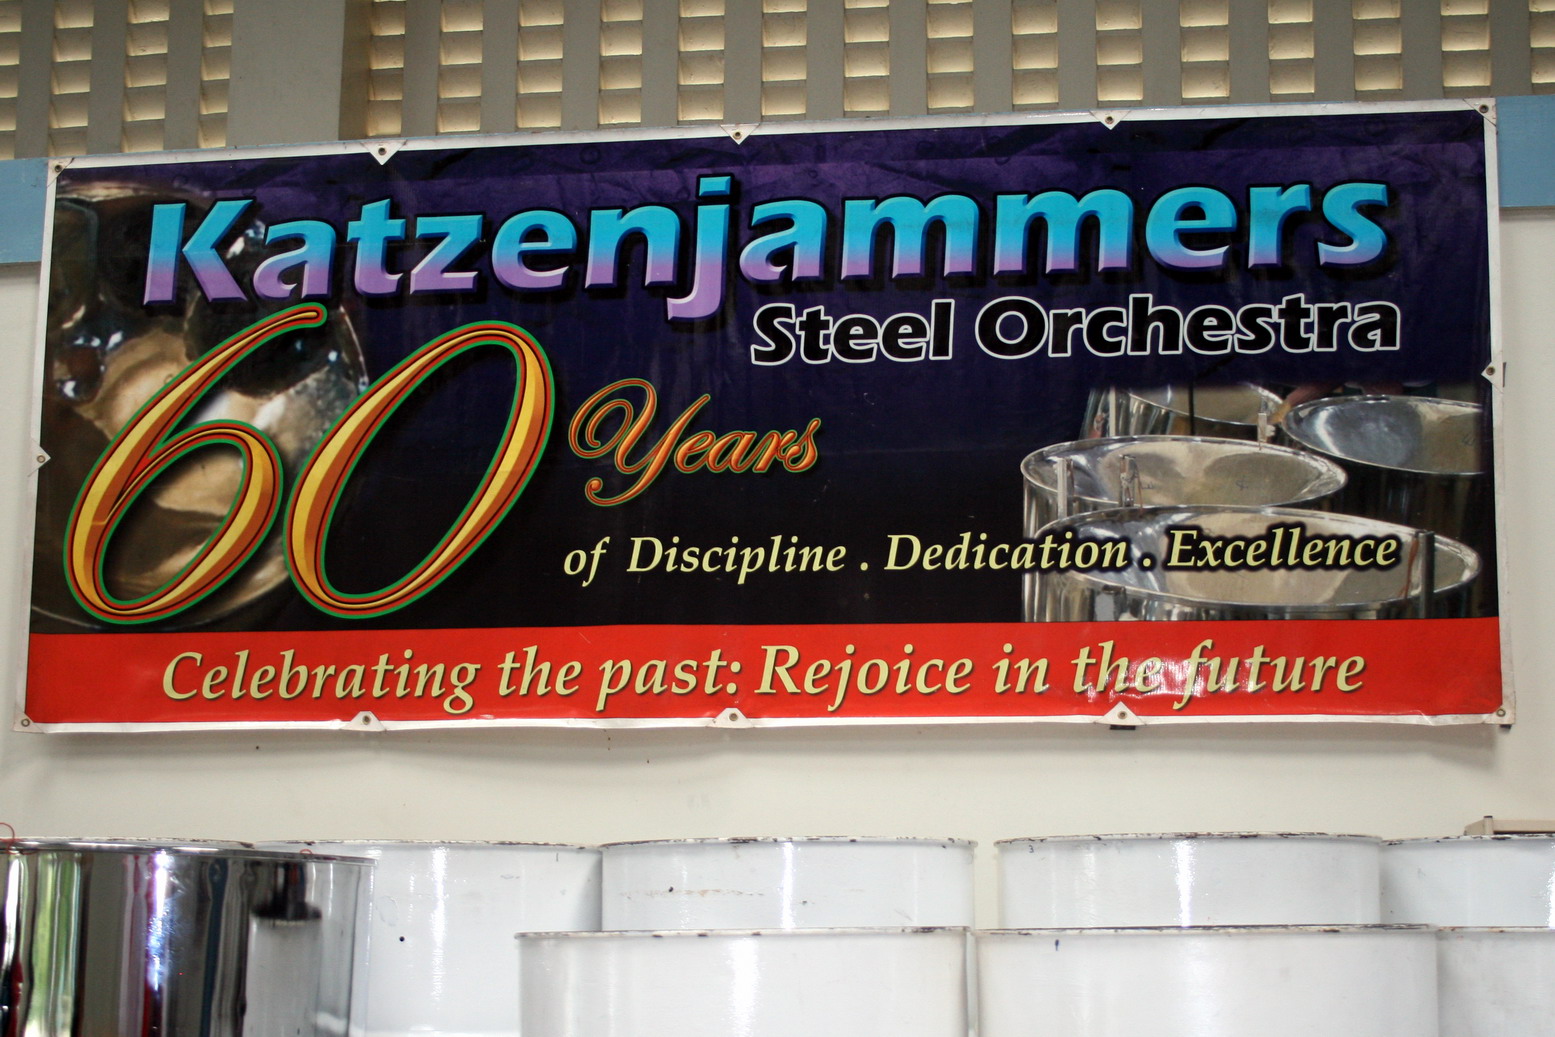 Katzenjammers
Steel Orchestra
60 Years
of Discipline . Dedication . Excellence
Celebrating the past: Rejoice in the future